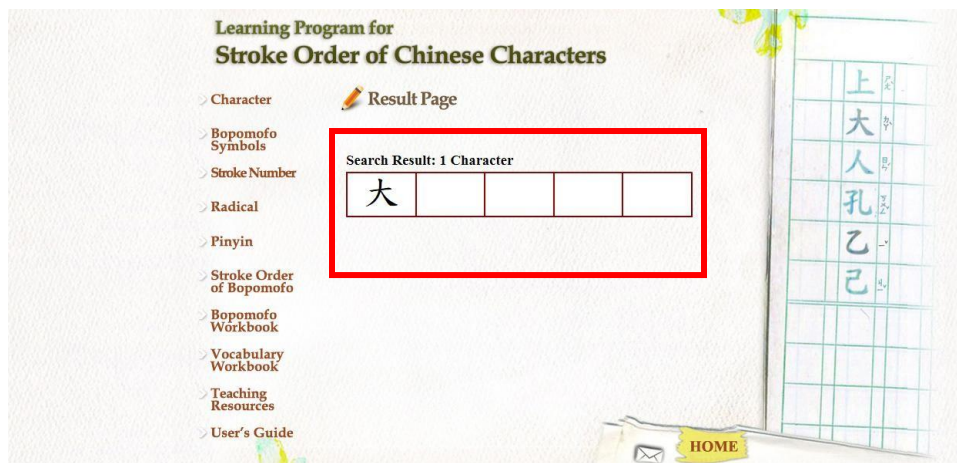 Learning Program for
Stroke Order of Chinese Characters
Character
Bopomofo
Symbols
Stroke Number
Radical
Pinyin
Stroke Order
of Bopomofo
Bopomofo
Workbook
Vocabulary
Workbook
Teaching
Resources
User's Guide
Result Page
Search Result: 1 Character
大
上
大
人
孔
乙
己
HOME